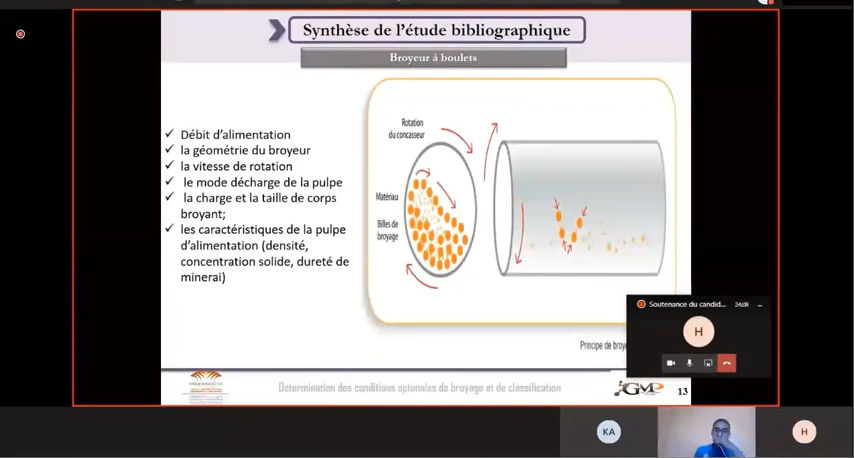 Synthèse de l'étude bibliographique
Broyeur à boulets
✓ Débit d'alimentation
✓ la géométrie du broyeur
✓ la vitesse de rotation
✓ le mode décharge de la pulpe
✓ la charge et la taille de corps
broyant;
✓ les caractéristiques de la pulpe
d'alimentation (densité,
concentration solide, dureté de
minerai)
Rotation
du concasseur
Matériau
Billes de
broyage
Soutenance du candid... 24:08
H
Principe de broy
Détermination des conditions optimales de broyage et de classification
GMP
13
KA
H